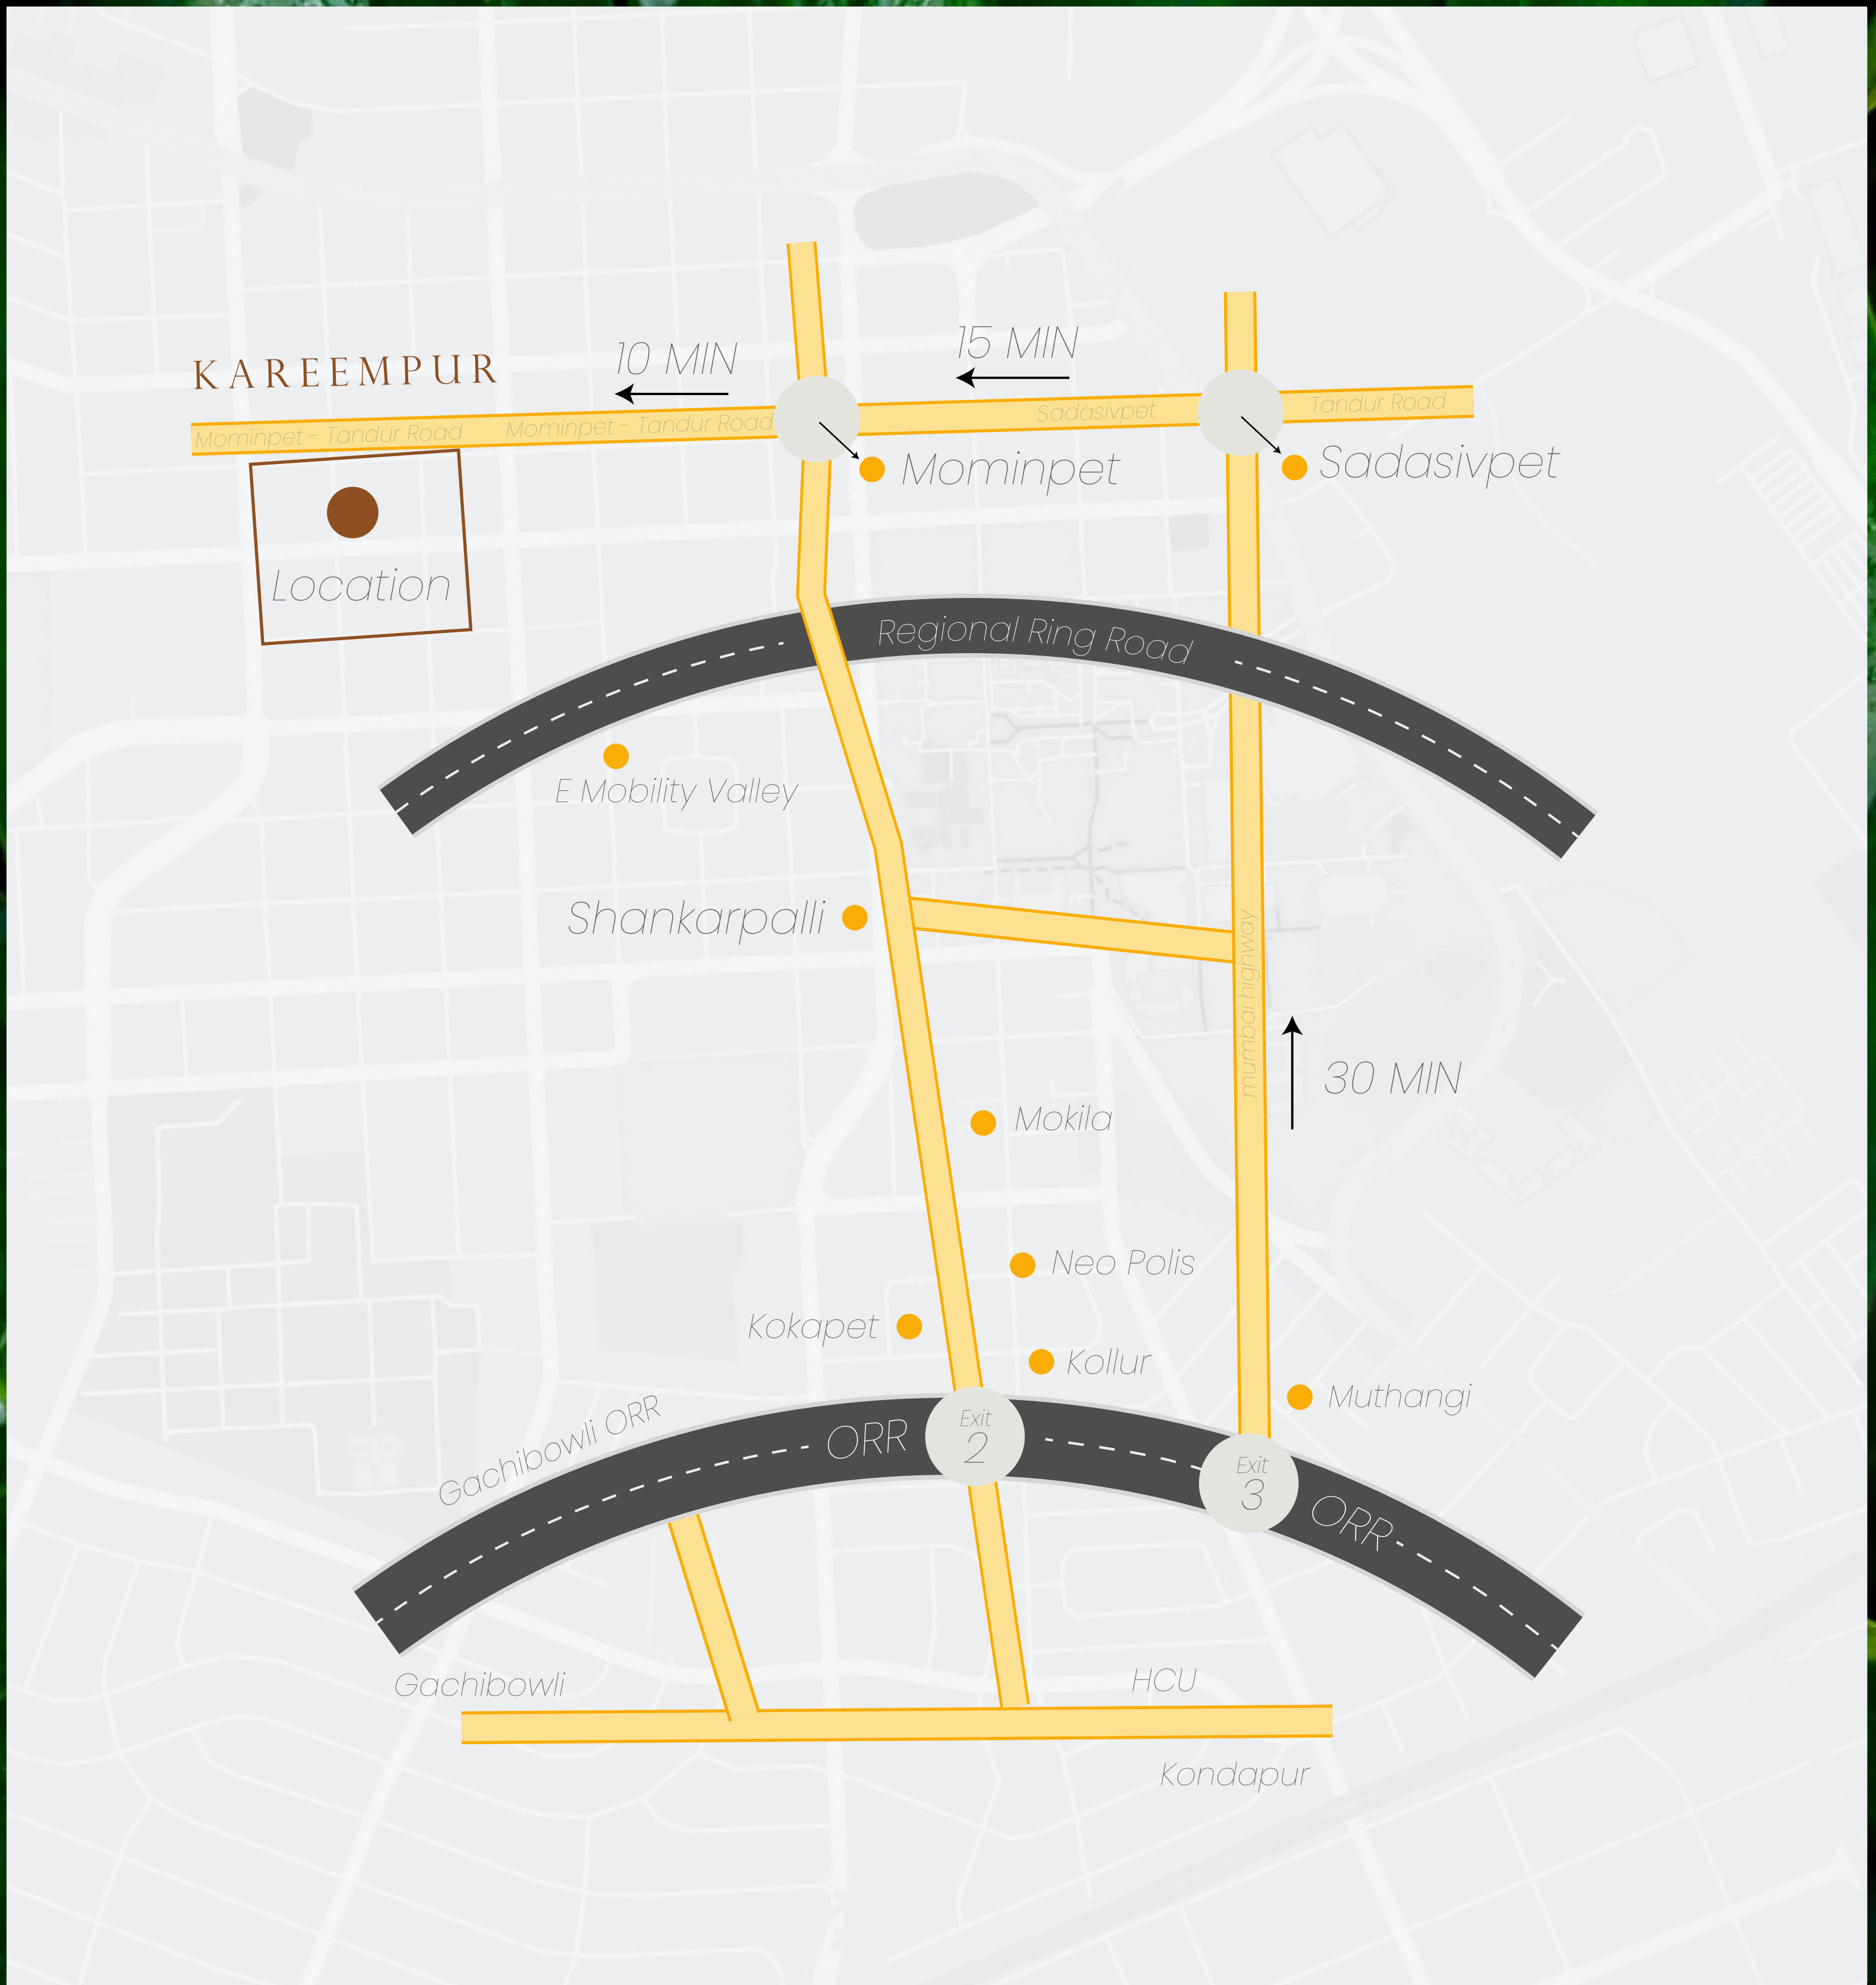 15 MIN
10 MIN
KAREEMPUR
Mominpet - Tandur Road
Mominpet - Tandur Road
Sadasivpet
Tandur Road
Mominpet
Sadasivpet
Location
Regional Ring Road
E Mobility Valley
Shankarpalli
mumbai highway
30 MIN
Mokila
Neo Polis
Kokapet
Kollur
Muthangi
Gachibowli ORR
ORR
Exit
2
Exit
3
ORR
Gachibowli
HCU
Kondapur